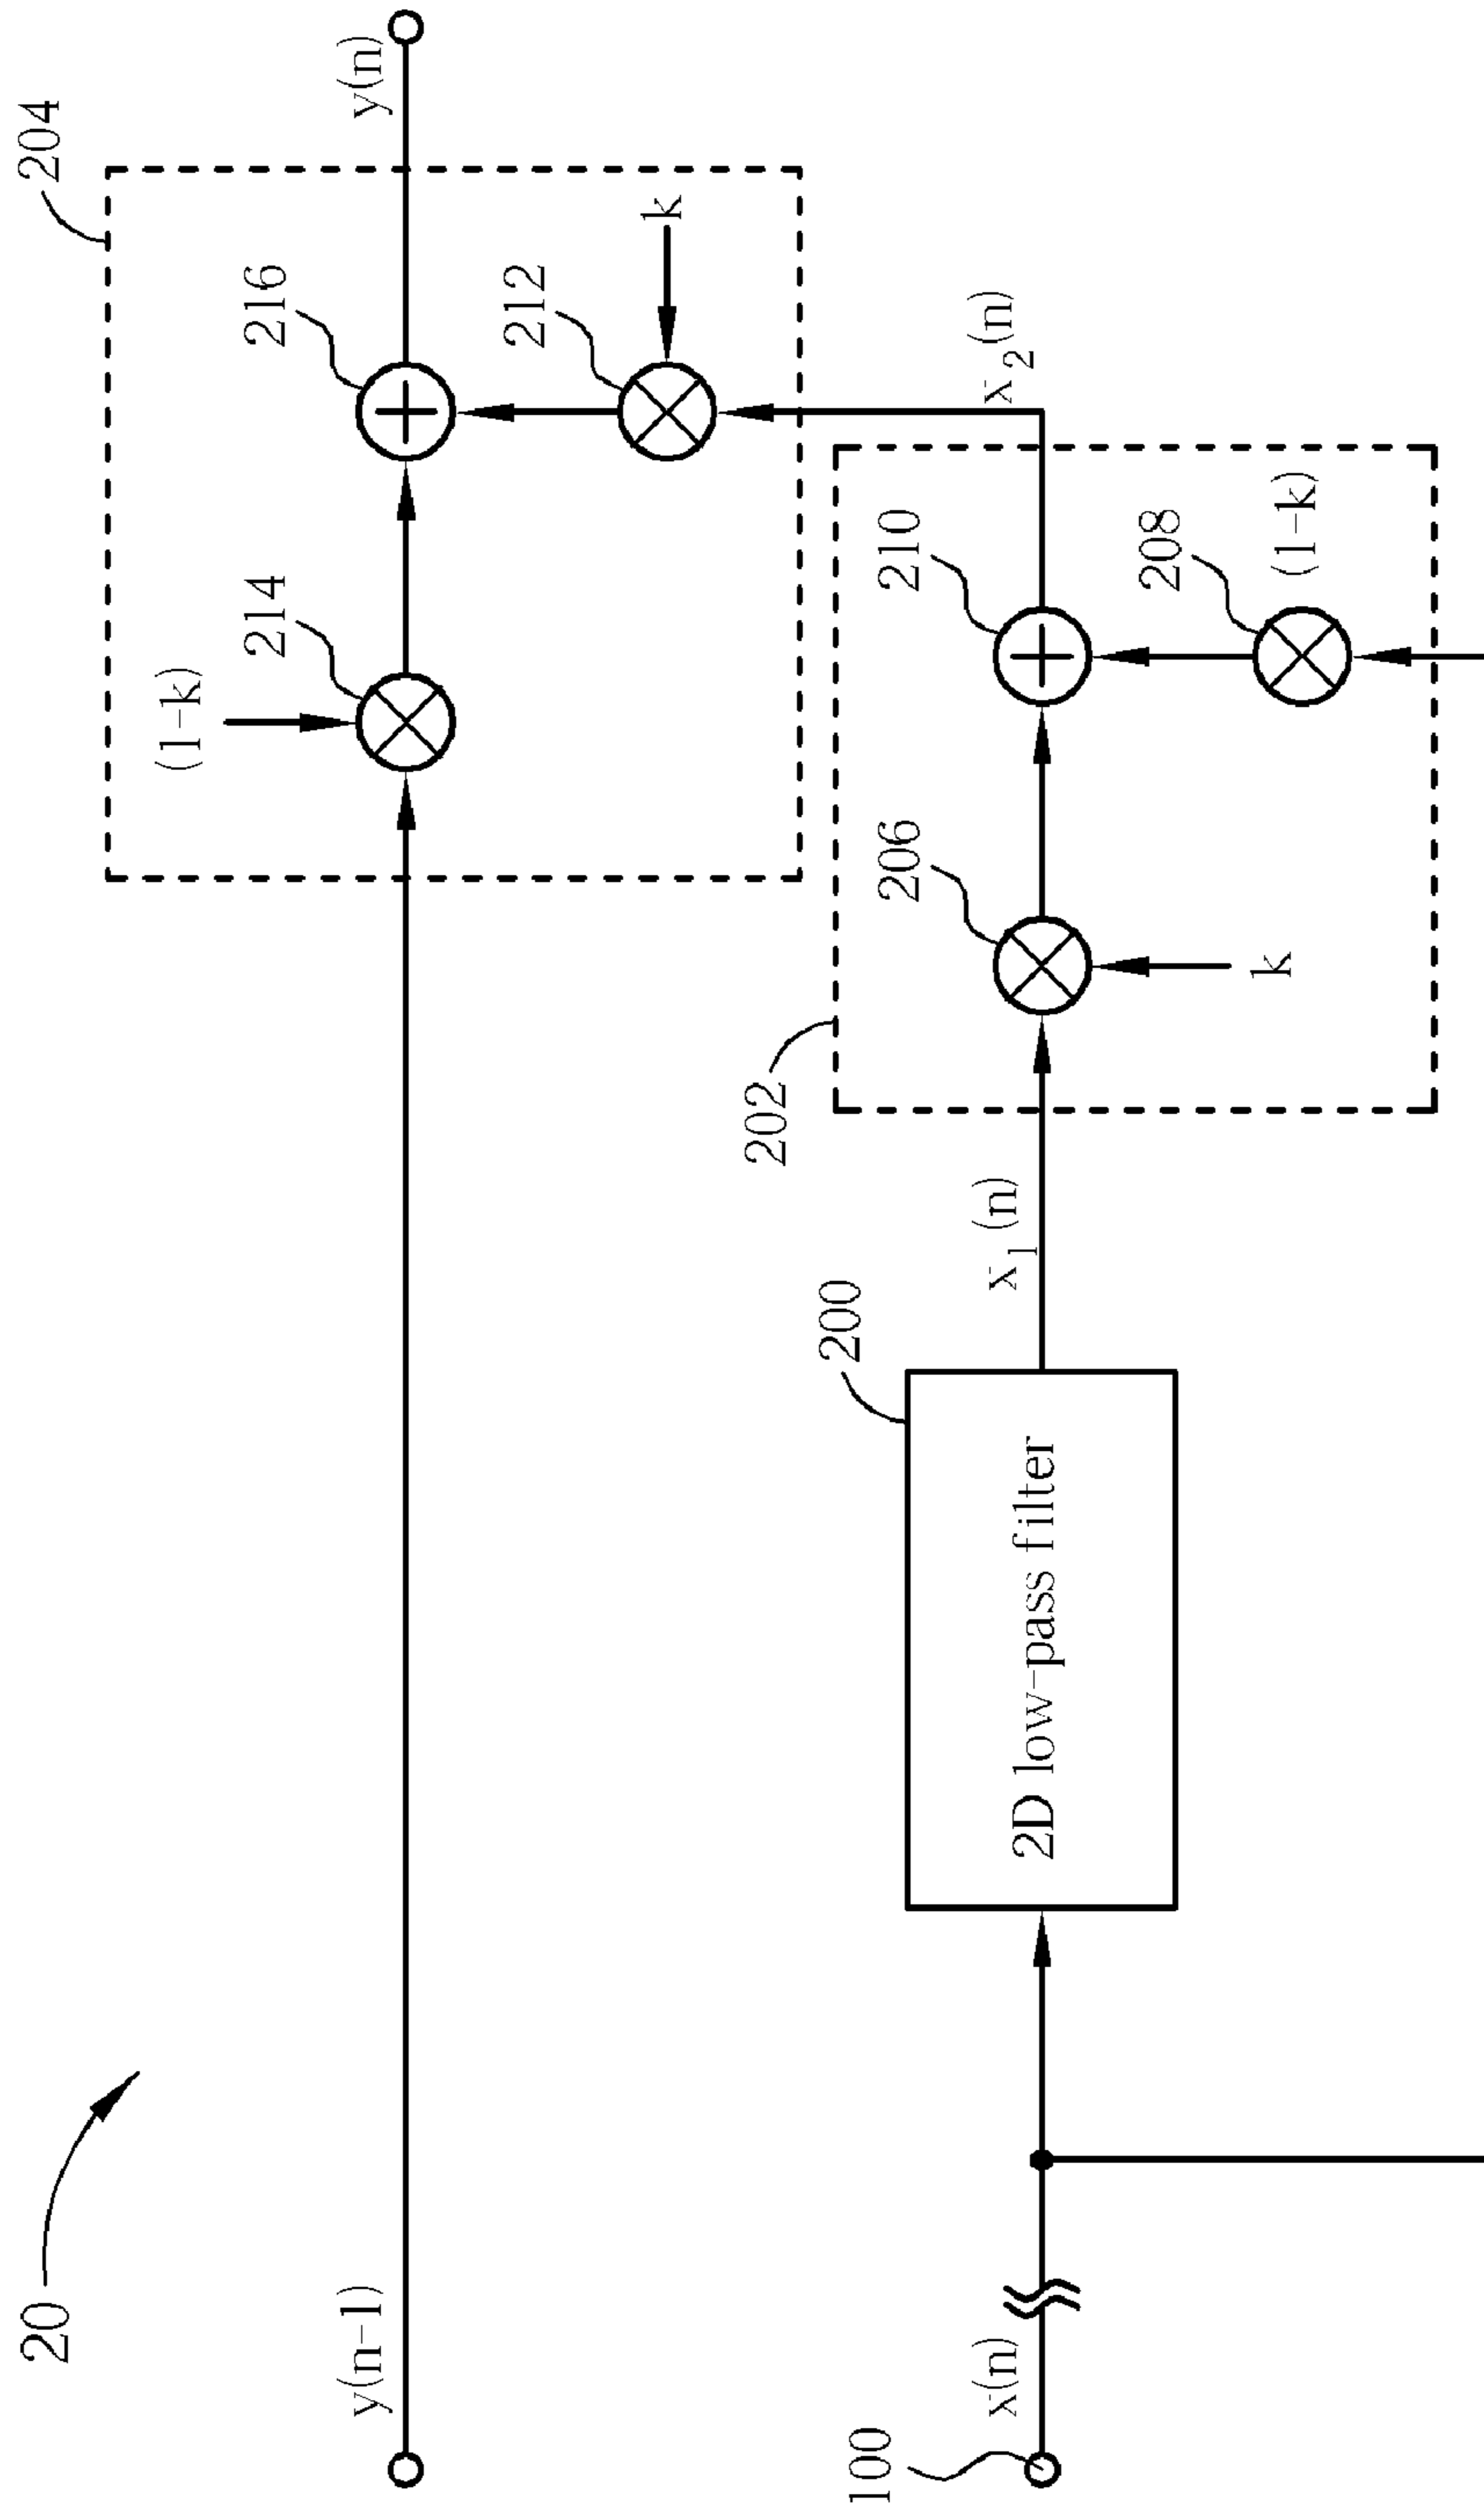 20
204
y(n-1)
y(n)
(1-k)
214
216
212
k
100
x(n)
200
2D low-pass filter
x1(n)
202
206
210
x2(n)
k
208
(1-k)